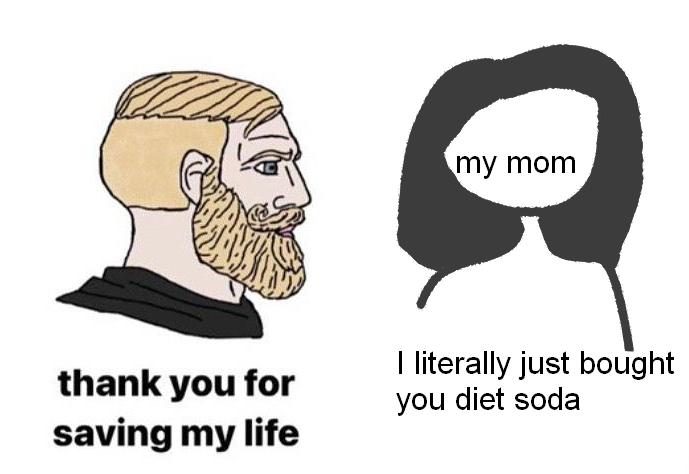 my mom
thank you for
saving my life
I literally just bought
you diet soda